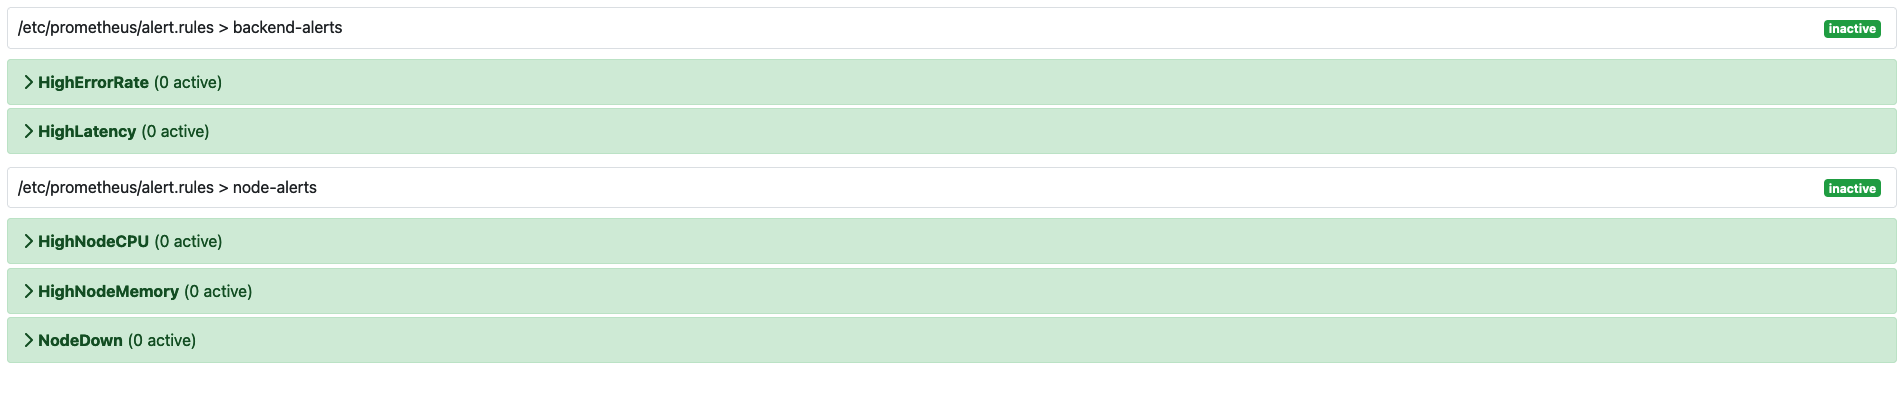 /etc/prometheus/alert.rules > backend-alerts inactive
HighErrorRate (0 active)
HighLatency (0 active)
/etc/prometheus/alert.rules > node-alerts inactive
HighNodeCPU (0 active)
HighNodeMemory (0 active)
NodeDown (0 active)